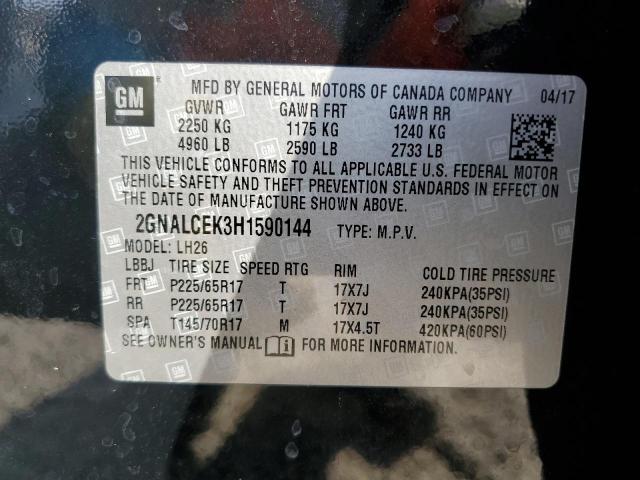 GM MFD BY GENERAL MOTORS OF CANADA COMPANY 04/17
GVWR GAWR FRT GAWR RR
2250 KG 1175 KG 1240 KG
4960 LB 2590 LB 2733 LB
THIS VEHICLE CONFORMS TO ALL APPLICABLE U.S. FEDERAL MOTOR
VEHICLE SAFETY AND THEFT PREVENTION STANDARDS IN EFFECT ON
THE DATE OF MANUFACTURE SHOWN ABOVE.
2GNALCEK3H1590144 TYPE: M.P.V.
MODEL: LH26
LBBJ TIRE SIZE SPEED RTG RIM COLD TIRE PRESSURE
FRT P225/65R17 T 17X7J 240KPA(35PSI)
RR P225/65R17 T 17X7J 240KPA(35PSI)
SPA T145/70R17 M 17X4.5T 420KPA(60PSI)
SEE OWNER'S MANUAL FOR MORE INFORMATION.